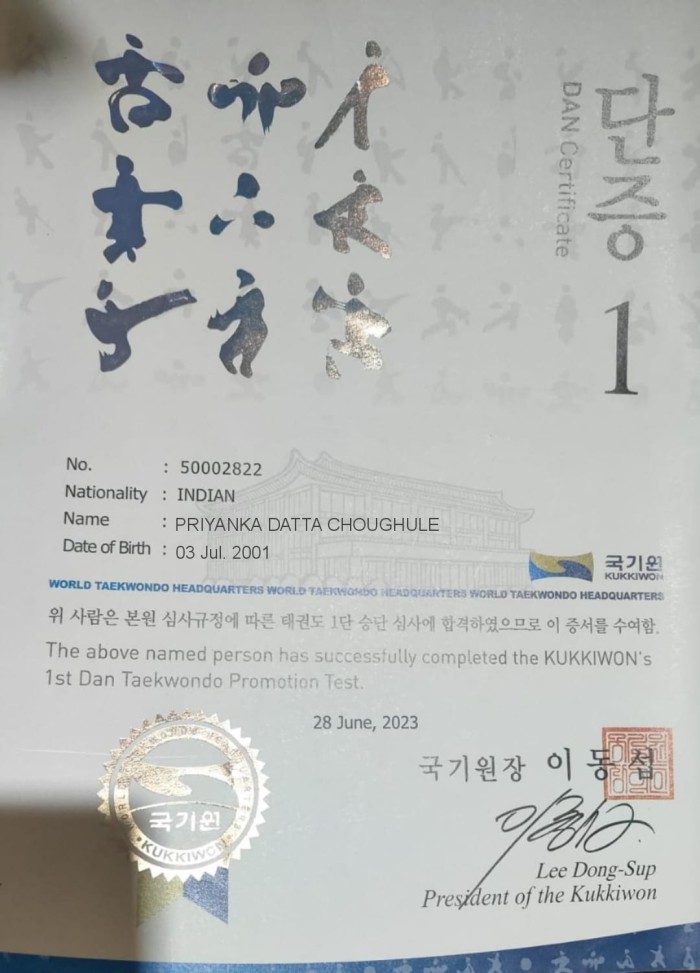 단증
DAN Certificate
1
No. : 50002822
Nationality : INDIAN
Name : PRIYANKA DATTA CHOUGHULE
Date of Birth : 03 Jul. 2001
국기원
KUKKIWON
WORLD TAEKWONDO HEADQUARTERS WORLD TAEKWONDO HEADQUARTERS WORLD TAEKWONDO HEADQUARTERS
위 사람은 본원 심사규정에 따른 태권도 1단 승단 심사에 합격하였으므로 이 증서를 수여함.
The above named person has successfully completed the KUKKIWON's
1st Dan Taekwondo Promotion Test.
28 June, 2023
국기원장 이동섭
국기원
KUKKIWON
Lee Dong-Sup
President of the Kukkiwon